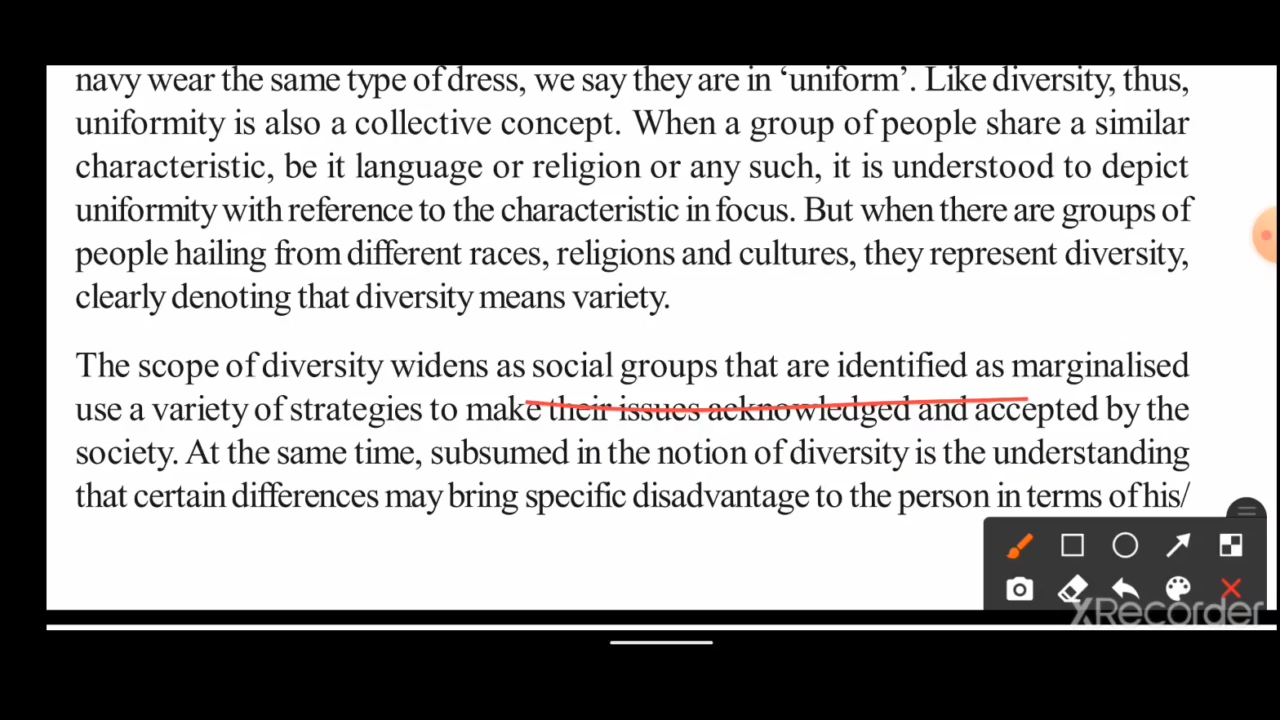 navy wear the same type of dress, we say they are in ‘uniform’. Like diversity, thus,
uniformity is also a collective concept. When a group of people share a similar
characteristic, be it language or religion or any such, it is understood to depict
uniformity with reference to the characteristic in focus. But when there are groups of
people hailing from different races, religions and cultures, they represent diversity,
clearly denoting that diversity means variety.
The scope of diversity widens as social groups that are identified as marginalised
use a variety of strategies to make their issues acknowledged and accepted by the
society. At the same time, subsumed in the notion of diversity is the understanding
that certain differences may bring specific disadvantage to the person in terms of his/
XRecorder